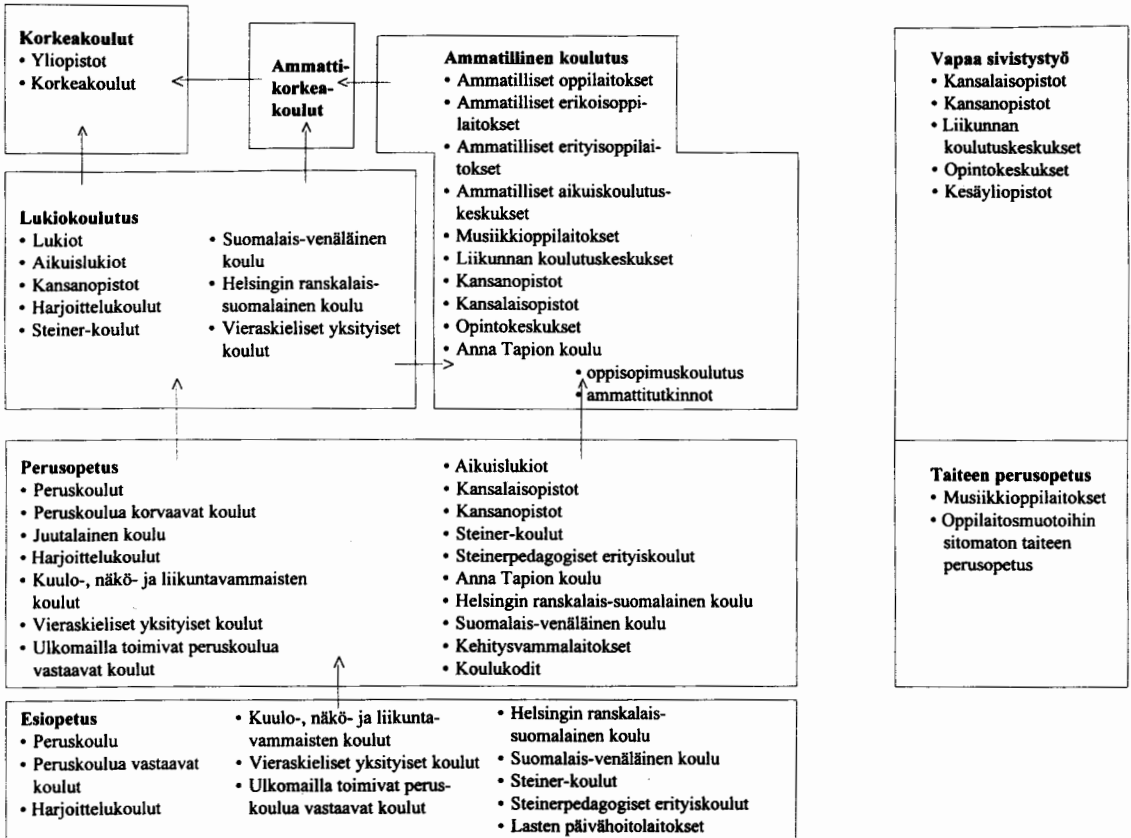 Korkeakoulut
• Yliopistot
• Korkeakoulut
Ammatti-
korkea-
koulut
Ammatillinen koulutus
• Ammatilliset oppilaitokset
• Ammatilliset erikoisoppi-
laitokset
• Ammatilliset erityisoppilai-
tokset
• Ammatilliset aikuiskoulutus-
keskukset
• Musiikkioppilaitokset
• Liikunnan koulutuskeskukset
• Kansanopistot
• Kansalaisopistot
• Opintokeskukset
• Anna Tapion koulu
• oppisopimuskoulutus
• ammattitutkinnot
Vapaa sivistystyö
• Kansalaisopistot
• Kansanopistot
• Liikunnan
koulutuskeskukset
• Opintokeskukset
• Kesäyliopistot
Lukiokoulutus
• Lukiot
• Aikuislukiot
• Kansanopistot
• Harjoittelukoulut
• Steiner-koulut
• Suomalais-venäläinen
koulu
• Helsingin ranskalais-
suomalainen koulu
• Vieraskieliset yksityiset
koulut
Perusopetus
• Peruskoulut
• Peruskoulua korvaavat koulut
• Juutalainen koulu
• Harjoittelukoulut
• Kuulo-, näkö- ja liikuntavammaisten
koulut
• Vieraskieliset yksityiset koulut
• Ulkomailla toimivat peruskoulua
vastaavat koulut
• Aikuislukiot
• Kansalaisopistot
• Kansanopistot
• Steiner-koulut
• Steinerpedagogiset erityiskoulut
• Anna Tapion koulu
• Helsingin ranskalais-suomalainen koulu
• Suomalais-venäläinen koulu
• Kehitysvammalaitokset
• Koulukodit
Taiteen perusopetus
• Musiikkioppilaitokset
• Oppilaitosmuotoihin
sitomaton taiteen
perusopetus
Esiopetus
• Peruskoulu
• Peruskoulua vastaavat
koulut
• Harjoittelukoulut
• Kuulo-, näkö- ja liikunta-
vammaisten koulut
• Vieraskieliset yksityiset koulut
• Ulkomailla toimivat perus-
koulua vastaavat koulut
• Helsingin ranskalais-
suomalainen koulu
• Suomalais-venäläinen koulu
• Steiner-koulut
• Steinerpedagogiset erityiskoulut
• Lasten päivähoitolaitokset